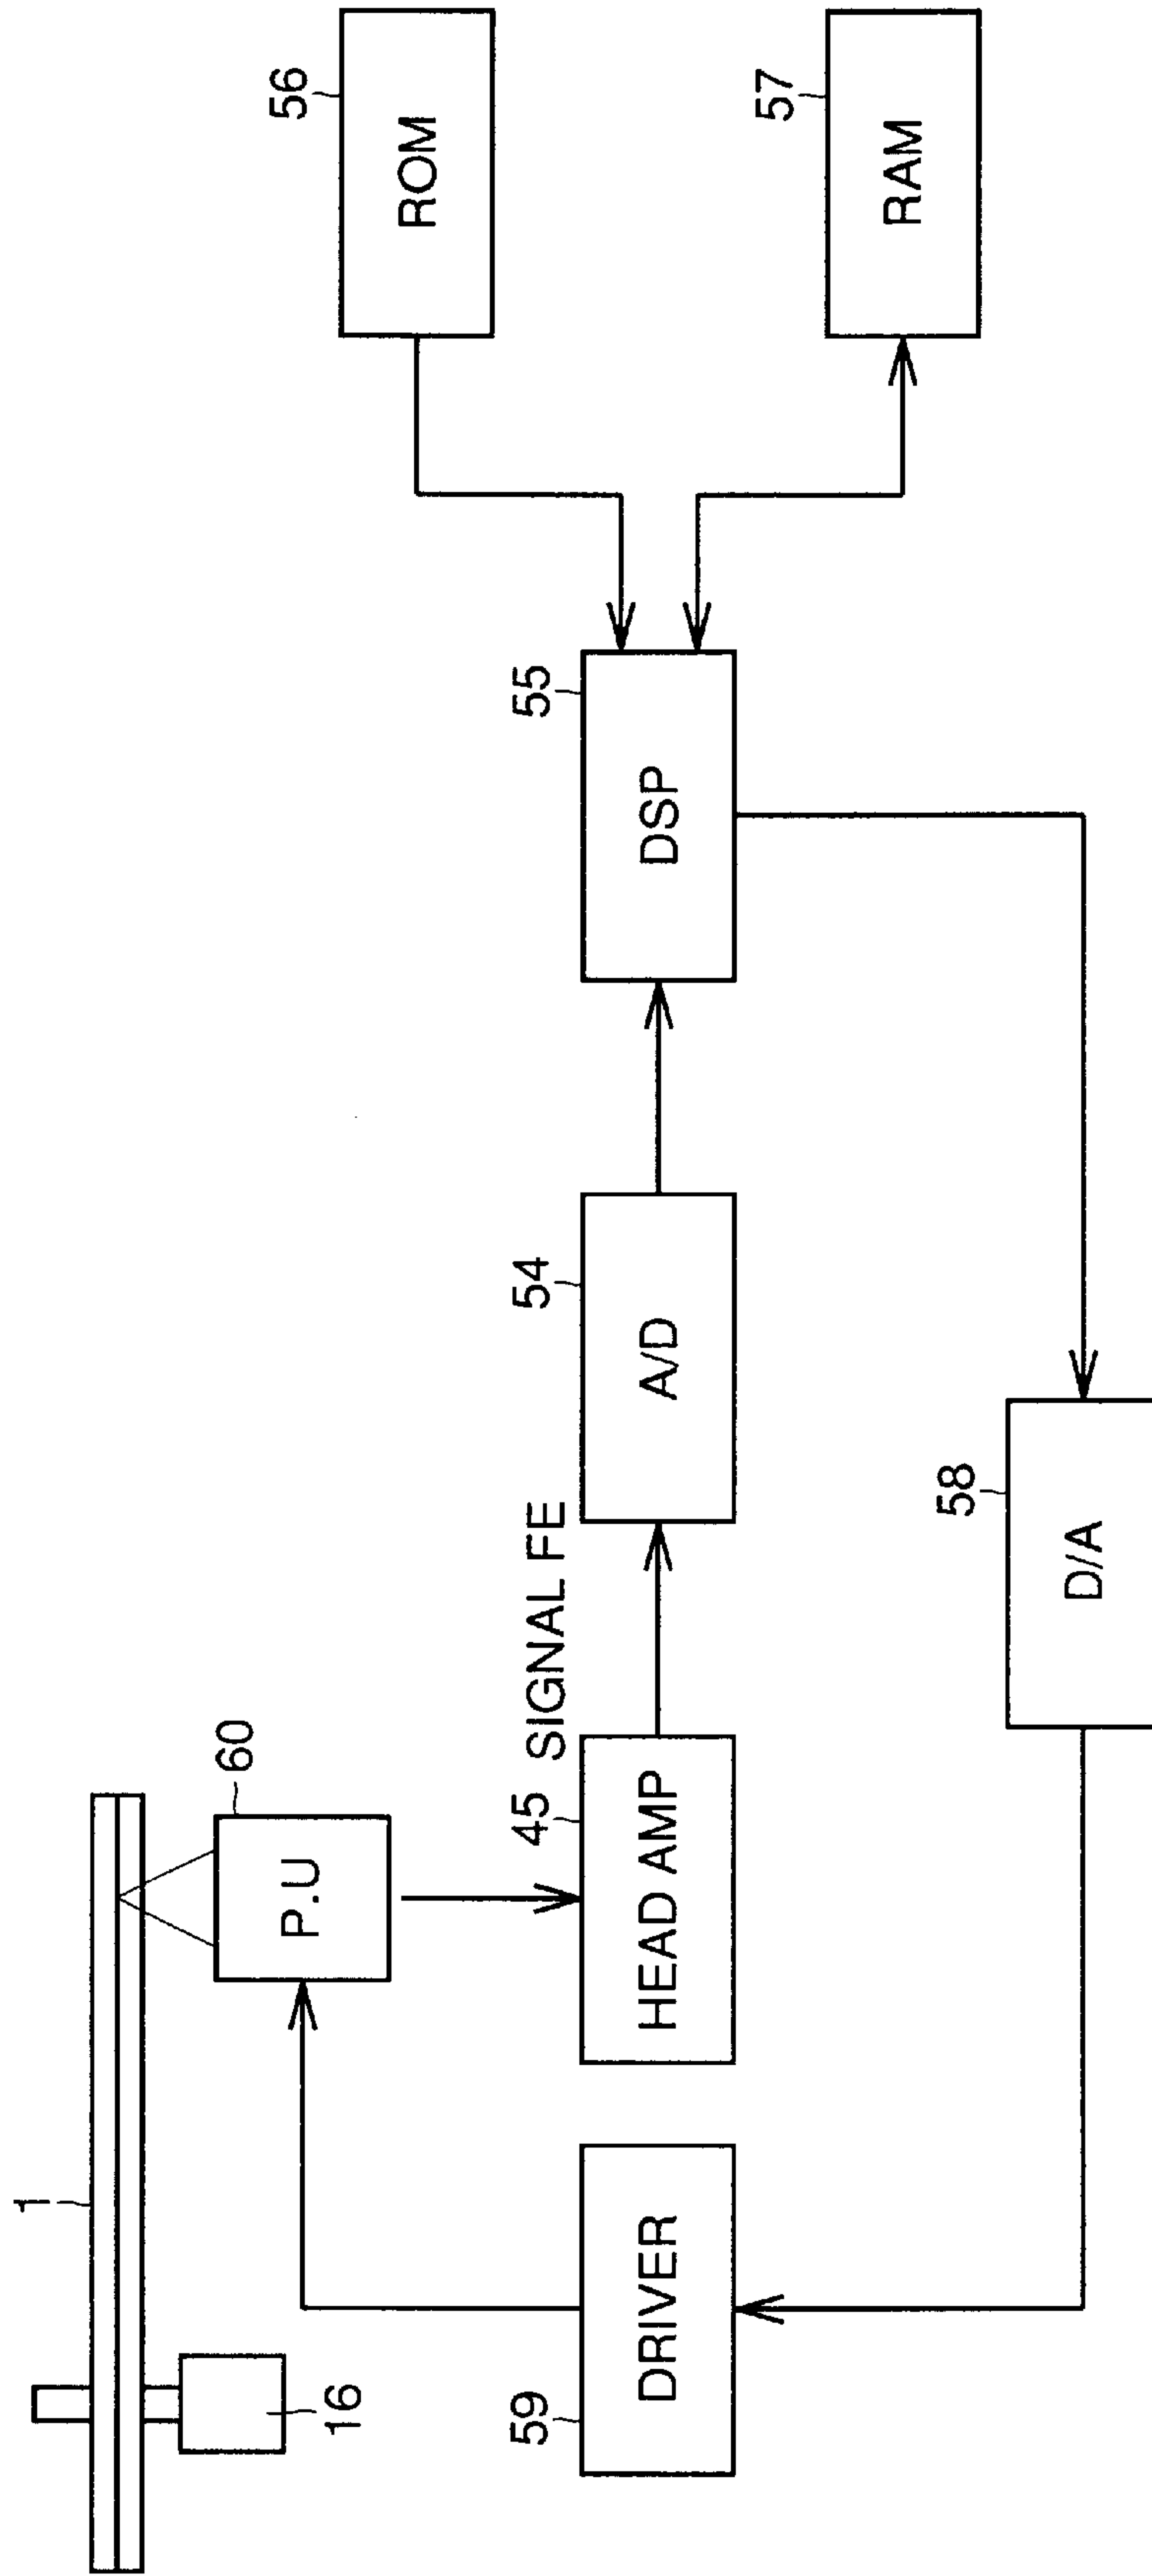 1
16
60
P.U
59
DRIVER
45
HEAD AMP
SIGNAL FE
54
A/D
55
DSP
56
ROM
57
RAM
58
D/A